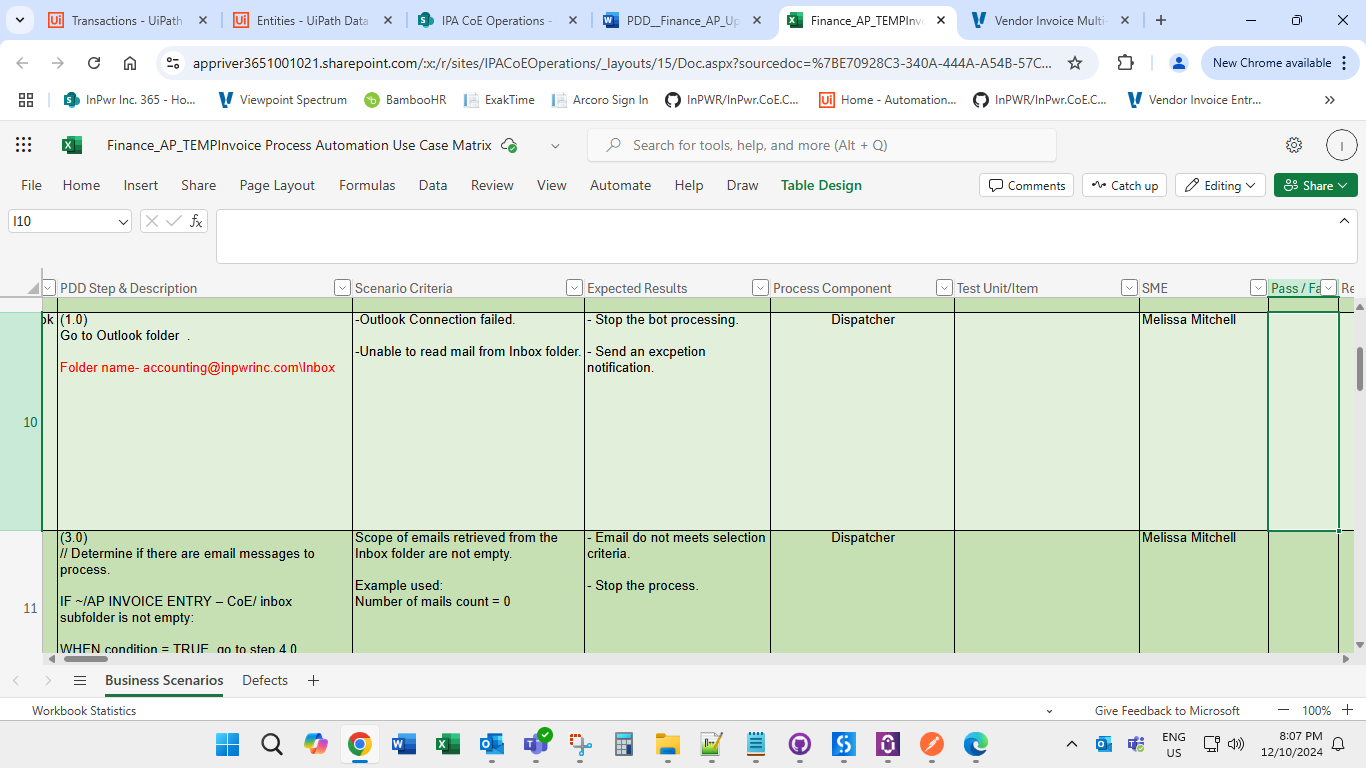 Transactions - UiPath
Entities - UiPath Data
IPA CoE Operations -
PDD__Finance_AP_Up
Finance_AP_TEMPInv
Vendor Invoice Multi
appriver3651001021.sharepoint.com/:x:/r/sites/IPACoEOperations/_layouts/15/Doc.aspx?sourcedoc=%7BE70928C3-340A-444A-A54B-57C...
New Chrome available
InPwr Inc. 365 - Ho...
Viewpoint Spectrum
BambooHR
ExakTime
Arcoro Sign In
InPWR/InPwr.CoE.C...
Home - Automation...
InPWR/InPwr.CoE.C...
Vendor Invoice Entr...
Finance_AP_TEMPInvoice Process Automation Use Case Matrix
Search for tools, help, and more (Alt + Q)
I
File
Home
Insert
Share
Page Layout
Formulas
Data
Review
View
Automate
Help
Draw
Table Design
Comments
Catch up
Editing
Share
I10
fx
PDD Step & Description
Scenario Criteria
Expected Results
Process Component
Test Unit/Item
SME
Pass / Fa
Re
10
ok
(1.0)
Go to Outlook folder .
Folder name- accounting@inpwrinc.com\Inbox
-Outlook Connection failed.
-Unable to read mail from Inbox folder.
- Stop the bot processing.
- Send an excpetion
notification.
Dispatcher
Melissa Mitchell
11
(3.0)
// Determine if there are email messages to
process.
IF ~/AP INVOICE ENTRY – CoE/ inbox
subfolder is not empty:
WHEN condition = TRUE, go to step 4.0
Scope of emails retrieved from the
Inbox folder are not empty.
Example used:
Number of mails count = 0
- Email do not meets selection
criteria.
- Stop the process.
Dispatcher
Melissa Mitchell
Business Scenarios
Defects
Workbook Statistics
Give Feedback to Microsoft
100%
ENG
US
8:07 PM
12/10/2024